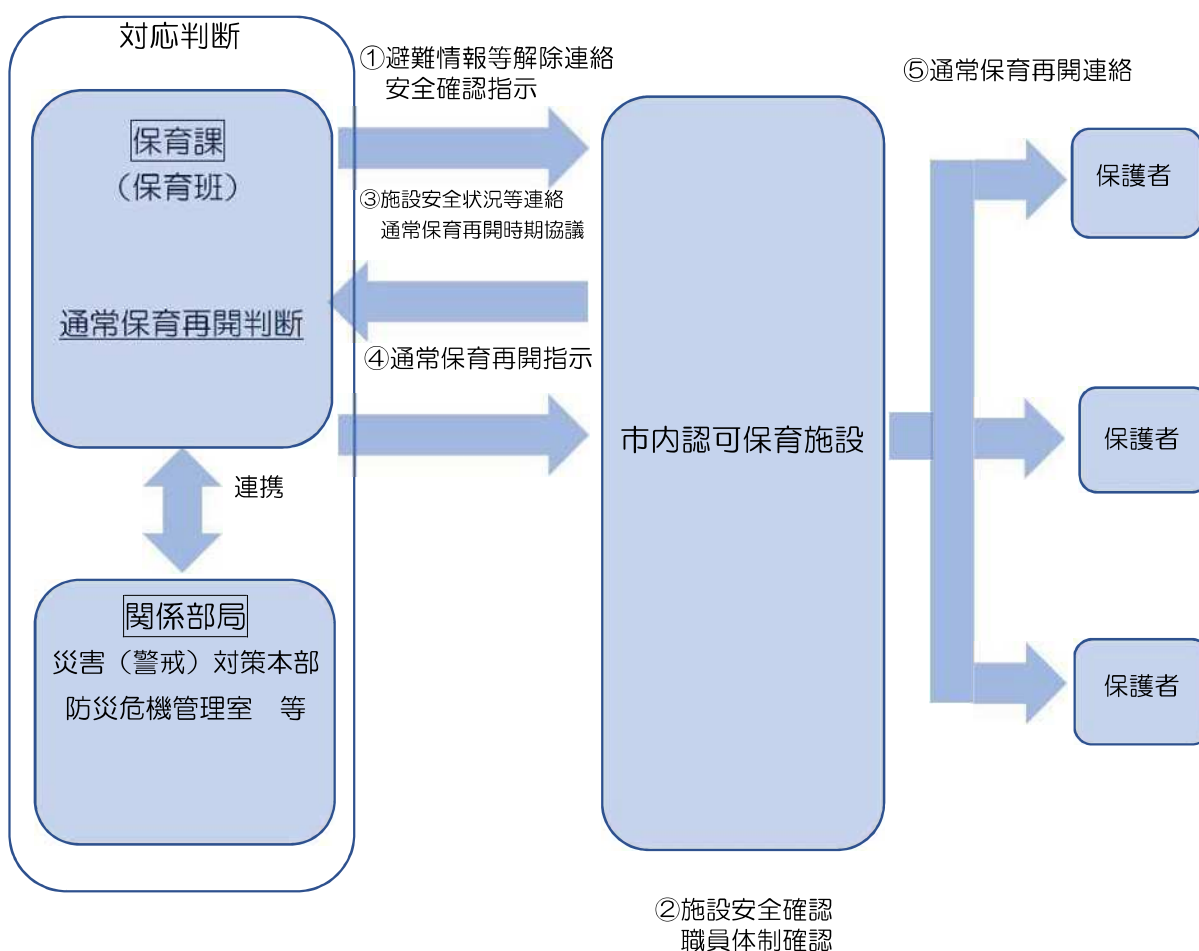 対応判断
保育課
（保育班）
通常保育再開判断
連携
関係部局
災害（警戒）対策本部
防災危機管理室　等
①避難情報等解除連絡
安全確認指示
③施設安全状況等連絡
通常保育再開時期協議
④通常保育再開指示
市内認可保育施設
②施設安全確認
職員体制確認
⑤通常保育再開連絡
保護者
保護者
保護者